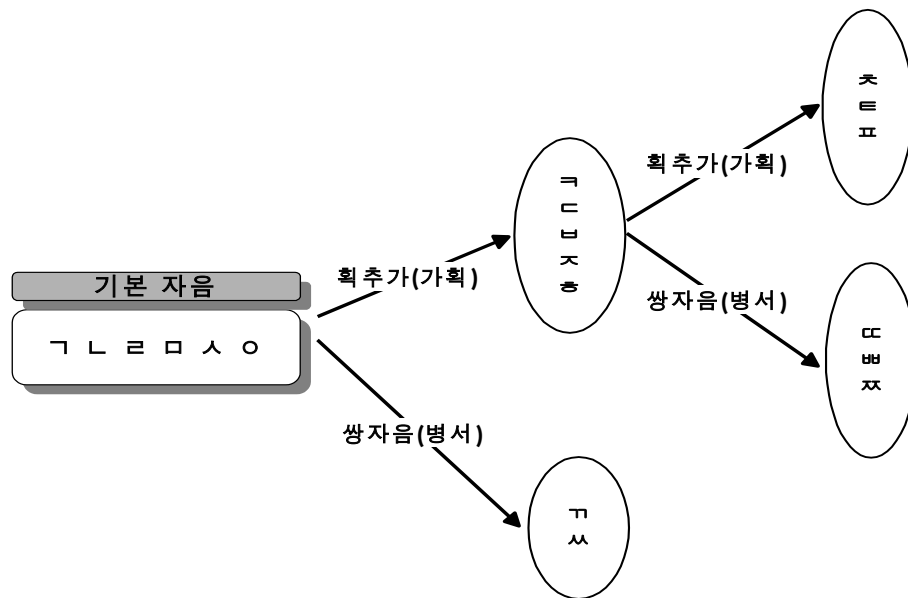 기본 자음
ㄱ ㄴ ㄹ ㅁ ㅅ ㅇ
획추가(가획)
ㅋ
ㄷ
ㅂ
ㅈ
ㅎ
쌍자음(병서)
ㄲ
ㅆ
획추가(가획)
ㅊ
ㅌ
ㅍ
쌍자음(병서)
ㄸ
ㅃ
ㅉ